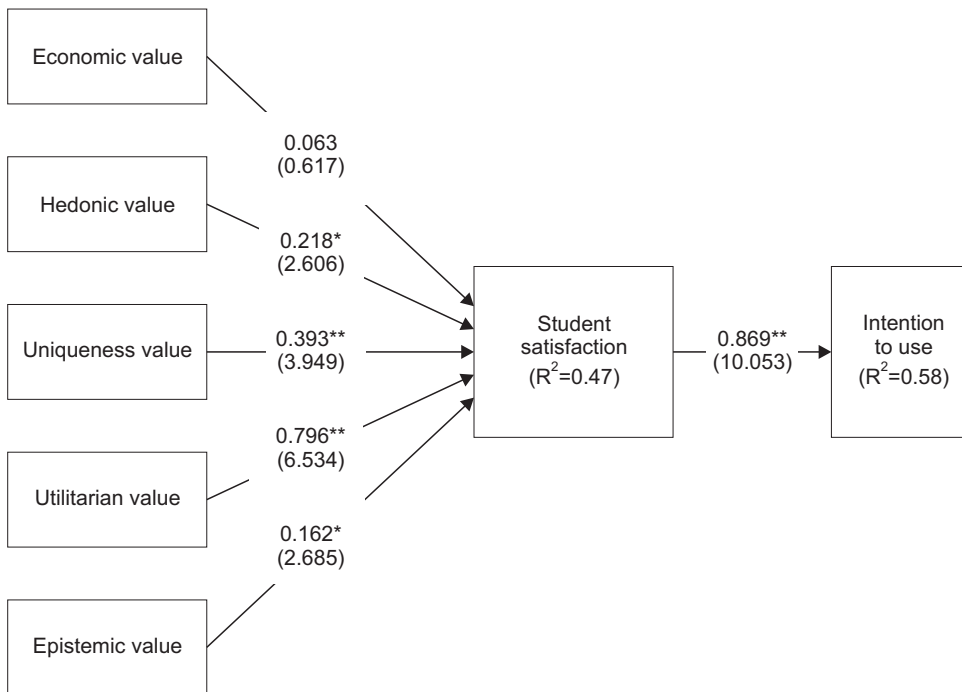 Economic value
0.063
(0.617)
Hedonic value
0.218*
(2.606)
Uniqueness value
0.393**
(3.949)
Student
satisfaction
(R²=0.47)
0.869**
(10.053)
Intention
to use
(R²=0.58)
0.796**
(6.534)
Utilitarian value
0.162*
(2.685)
Epistemic value